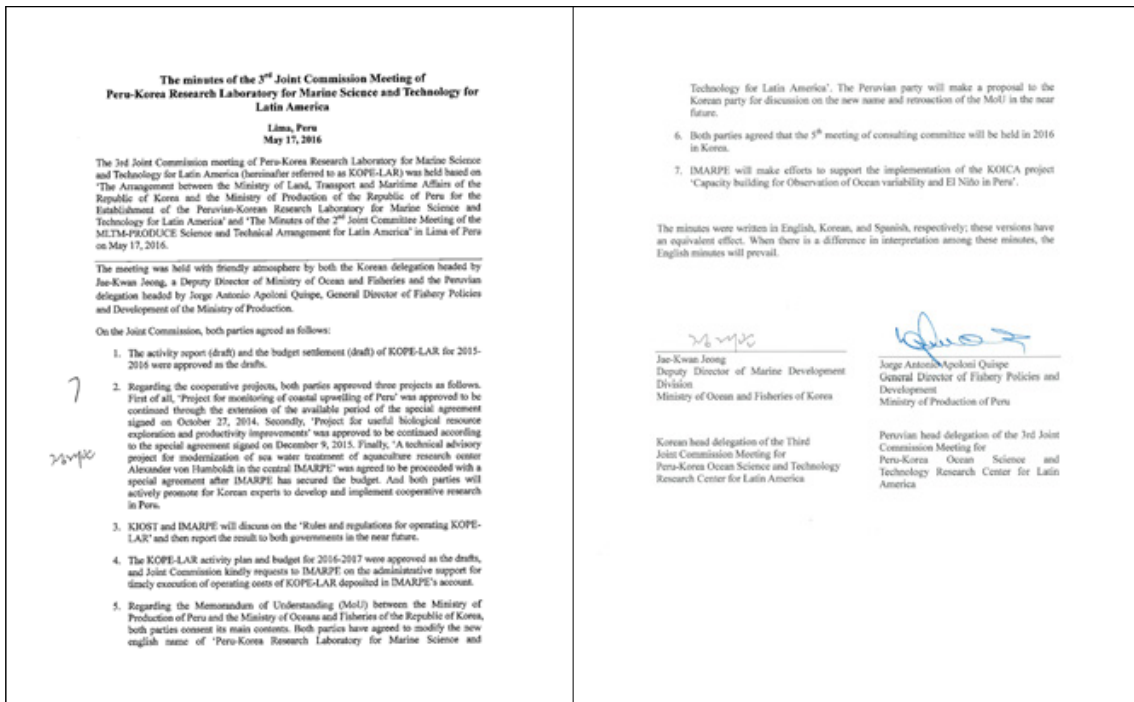 The minutes of the 3rd Joint Commission Meeting of
Peru-Korea Research Laboratory for Marine Science and Technology for
Latin America
Lima, Peru
May 17, 2016
The 3rd Joint Commission meeting of Peru-Korea Research Laboratory for Marine Science
and Technology for Latin America (hereinafter referred to as KOPE-LAR) was held based on
'The Arrangement between the Ministry of Land, Transport and Maritime Affairs of the
Republic of Korea and the Ministry of Production of the Republic of Peru for the
Establishment of the Peruvian-Korean Research Laboratory for Marine Science and
Technology for Latin America' and 'The Minutes of the 2nd Joint Committee Meeting of the
MLTM-PRODUCE Science and Technical Arrangement for Latin America' in Lima of Peru
on May 17, 2016.
The meeting was held with friendly atmosphere by both the Korean delegation headed by
Jae-Kwan Jeong, a Deputy Director of Ministry of Ocean and Fisheries and the Peruvian
delegation headed by Jorge Antonio Apoloni Quispe, General Director of Fishery Policies
and Development of the Ministry of Production.
On the Joint Commission, both parties agreed as follows:
1. The activity report (draft) and the budget settlement (draft) of KOPE-LAR for 2015-
2016 were approved as the drafts.
2. Regarding the cooperative projects, both parties approved three projects as follows.
First of all, 'Project for monitoring of coastal upwelling of Peru' was approved to be
continued through the extension of the available period of the special agreement
signed on October 27, 2014. Secondly, 'Project for useful biological resource
exploration and productivity improvements' was approved to be continued according
to the special agreement signed on December 9, 2015. Finally, 'A technical advisory
project for modernization of sea water treatment of aquaculture research center
Alexander von Humboldt in the central IMARPE' was agreed to be proceeded with a
special agreement after IMARPE has secured the budget. And both parties will
actively promote for Korean experts to develop and implement cooperative research
in Peru.
3. KIOST and IMARPE will discuss on the 'Rules and regulations for operating KOPE-
LAR' and then report the result to both governments in the near future.
4. The KOPE-LAR activity plan and budget for 2016-2017 were approved as the drafts,
and Joint Commission kindly requests to IMARPE on the administrative support for
timely execution of operating costs of KOPE-LAR deposited in IMARPE's account.
5. Regarding the Memorandum of Understanding (MoU) between the Ministry of
Production of Peru and the Ministry of Oceans and Fisheries of the Republic of Korea,
both parties consent its main contents. Both parties have agreed to modify the new
english name of 'Peru-Korea Research Laboratory for Marine Science and
Technology for Latin America'. The Peruvian party will make a proposal to the
Korean party for discussion on the new name and retroaction of the MoU in the near
future.
6. Both parties agreed that the 5th meeting of consulting committee will be held in 2016
in Korea.
7. IMARPE will make efforts to support the implementation of the KOICA project
'Capacity building for Observation of Ocean variability and El Niño in Peru'.
The minutes were written in English, Korean, and Spanish, respectively; these versions have
an equivalent effect. When there is a difference in interpretation among these minutes, the
English minutes will prevail.
Jae-Kwan Jeong
Deputy Director of Marine Development
Division
Ministry of Ocean and Fisheries of Korea
Korean head delegation of the Third
Joint Commission Meeting for
Peru-Korea Ocean Science and Technology
Research Center for Latin America
Jorge Antonio Apoloni Quispe
General Director of Fishery Policies and
Development
Ministry of Production of Peru
Peruvian head delegation of the 3rd Joint
Commission Meeting for
Peru-Korea Ocean Science and
Technology Research Center for Latin
America